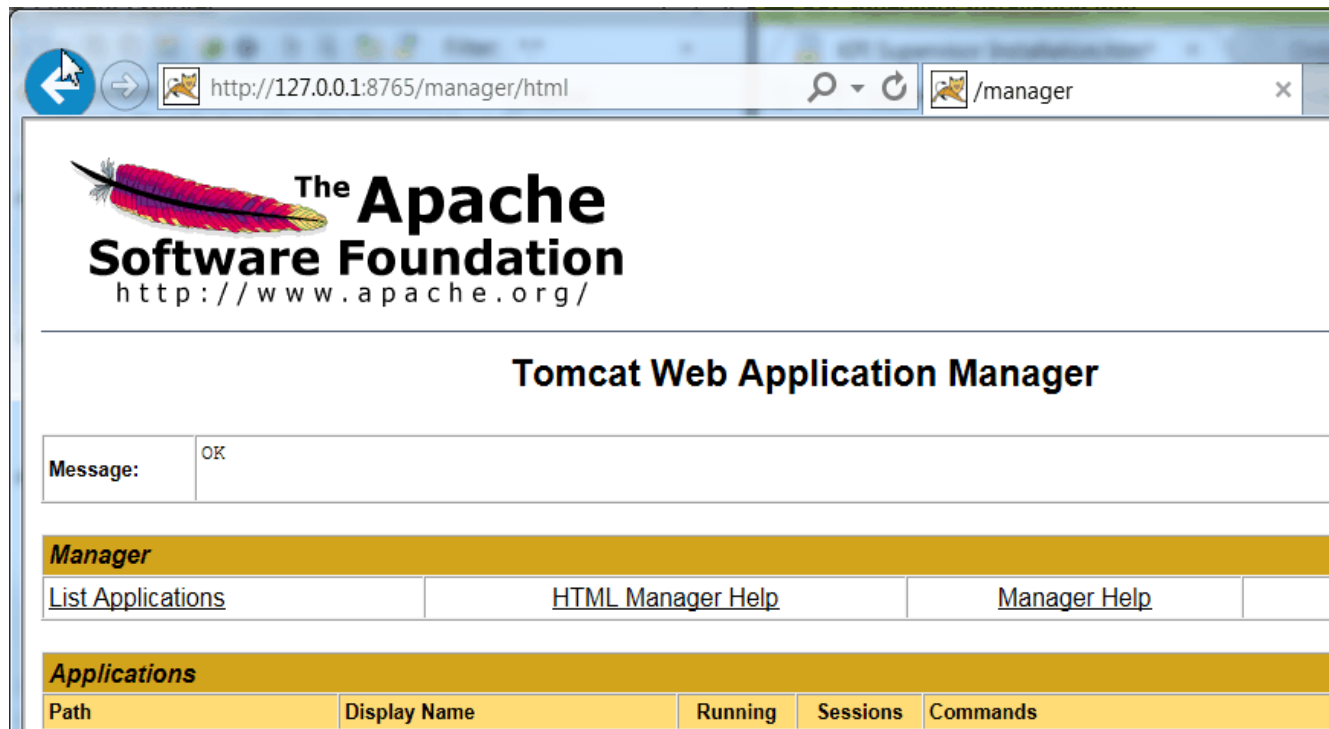 Filter:
http://127.0.0.1:8765/manager/html
/manager
The Apache
Software Foundation
http://www.apache.org/
Tomcat Web Application Manager
Message:
OK
Manager
List Applications
HTML Manager Help
Manager Help
Applications
Path
Display Name
Running
Sessions
Commands